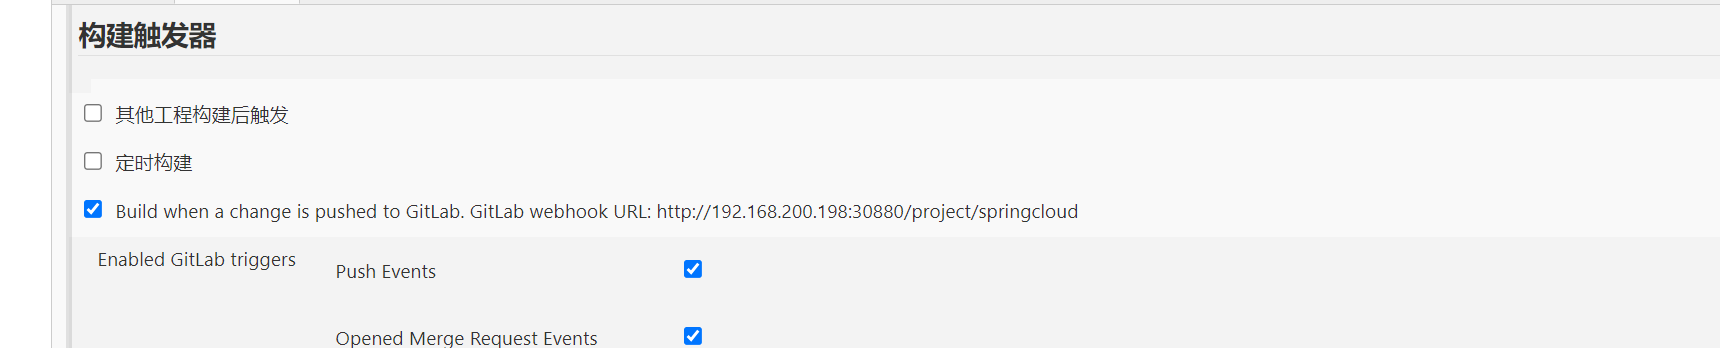 构建触发器
其他工程构建后触发
定时构建
Build when a change is pushed to GitLab. GitLab webhook URL: http://192.168.200.198:30880/project/springcloud
Enabled GitLab triggers
Push Events
Opened Merge Request Events